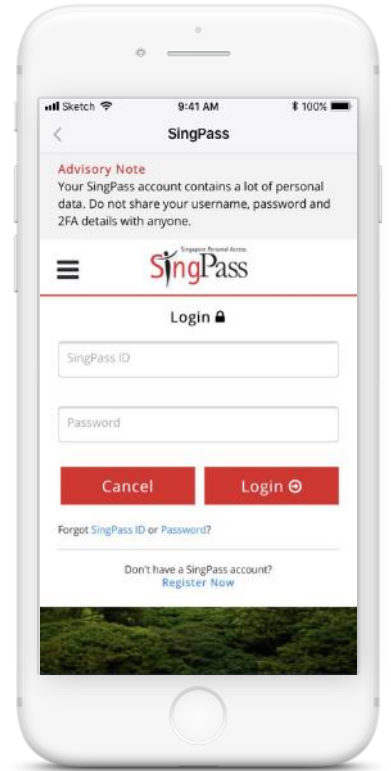 Sketch 9:41 AM 100%
SingPass
Advisory Note
Your SingPass account contains a lot of personal
data. Do not share your username, password and
2FA details with anyone.
Singapore Personal Access
SingPass
Login
SingPass ID
Password
Cancel Login
Forgot SingPass ID or Password?
Don't have a SingPass account?
Register Now